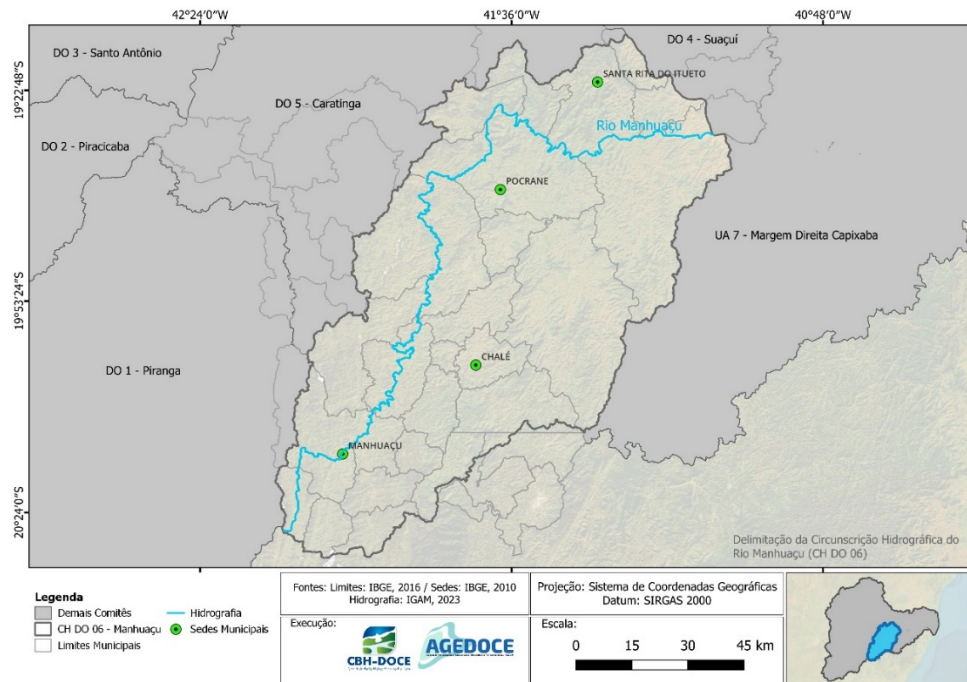 42°24'0"O
41°36'0"O
40°48'0"O
DO 3 - Santo Antônio
DO 4 - Suaçuí
SANTA RITA DO ITUETO
19°22'48"S
DO 5 - Caratinga
Rio Manhuaçu
DO 2 - Piracicaba
POCRANE
UA 7 - Margem Direita Capixaba
19°53'24"S
DO 1 - Piranga
CHALÉ
MANHUAÇU
20°24'0"S
Delimitação da Circunscrição Hidrográfica do
Rio Manhuaçu (CH DO 06)
Legenda
Demais Comitês
CH DO 06 - Manhuaçu
Limites Municipais
Hidrografia
Sedes Municipais
Fontes: Limites: IBGE, 2016 / Sedes: IBGE, 2010
Hidrografia: IGAM, 2023
Execução:
CBH-DOCE
AGEDOCE
Projeção: Sistema de Coordenadas Geográficas
Datum: SIRGAS 2000
Escala:
0 15 30 45 km